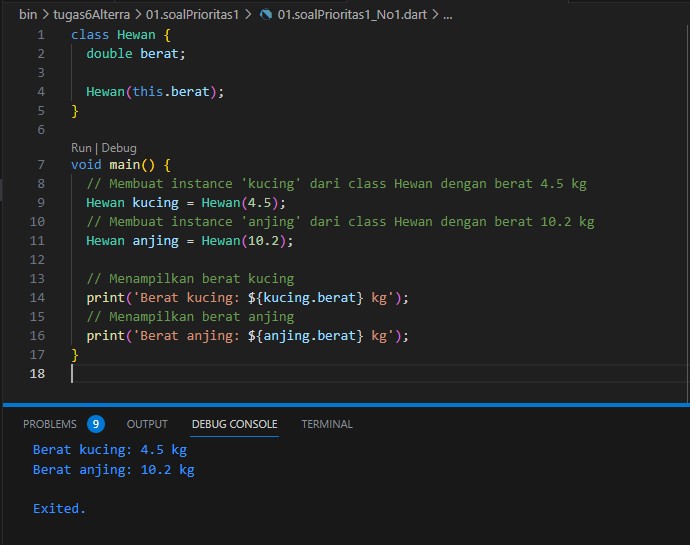 bin > tugas6Alterra > 01.soalPrioritas1 > 01.soalPrioritas1_No1.dart > ...
1 class Hewan {
2   double berat;
3
4   Hewan(this.berat);
5 }
6
Run | Debug
7 void main() {
8   // Membuat instance 'kucing' dari class Hewan dengan berat 4.5 kg
9   Hewan kucing = Hewan(4.5);
10   // Membuat instance 'anjing' dari class Hewan dengan berat 10.2 kg
11   Hewan anjing = Hewan(10.2);
12
13   // Menampilkan berat kucing
14   print('Berat kucing: ${kucing.berat} kg');
15   // Menampilkan berat anjing
16   print('Berat anjing: ${anjing.berat} kg');
17 }
18
PROBLEMS 9 OUTPUT DEBUG CONSOLE TERMINAL
Berat kucing: 4.5 kg
Berat anjing: 10.2 kg
Exited.